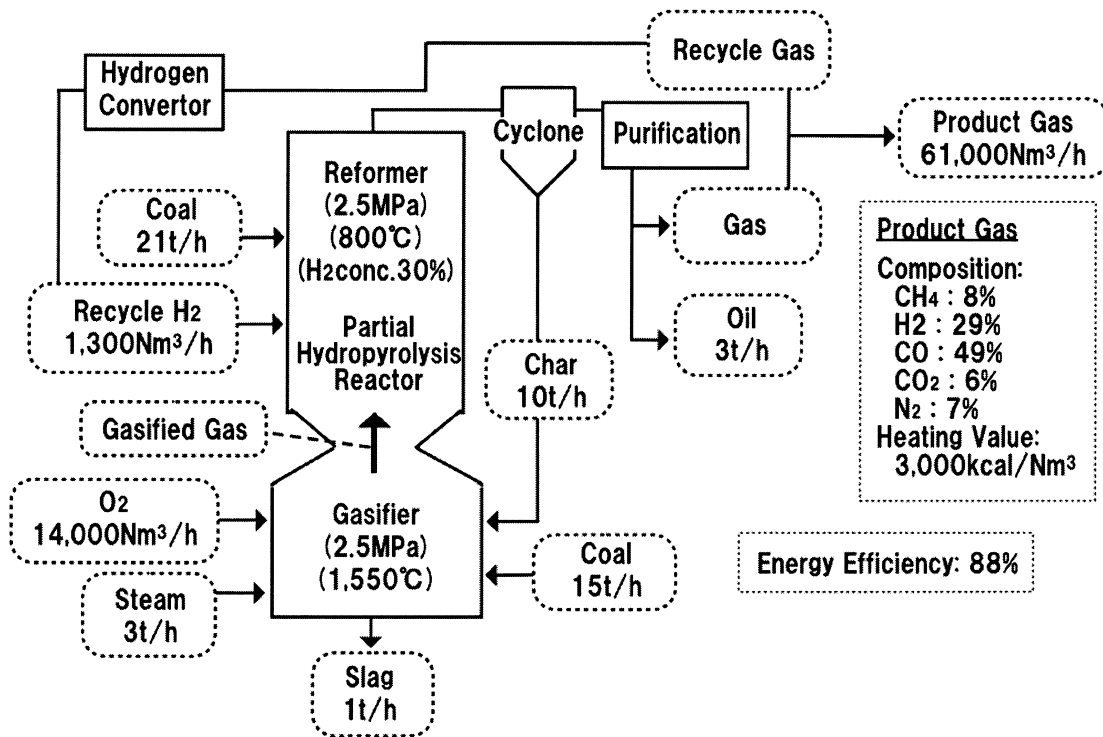 Recycle Gas
Hydrogen
Convertor
Cyclone
Purification
Product Gas
61,000Nm³/h
Reformer
(2.5MPa)
(800℃)
(H₂conc.30%)
Coal
21t/h
Gas
Recycle H₂
1,300Nm³/h
Partial
Hydropyrolysis
Reactor
Char
10t/h
Oil
3t/h
Product Gas
Composition:
CH₄ : 8%
H2 : 29%
CO : 49%
CO₂ : 6%
N₂ : 7%
Heating Value:
3,000kcal/Nm³
Gasified Gas
O₂
14,000Nm³/h
Gasifier
(2.5MPa)
(1,550℃)
Coal
15t/h
Energy Efficiency: 88%
Steam
3t/h
Slag
1t/h